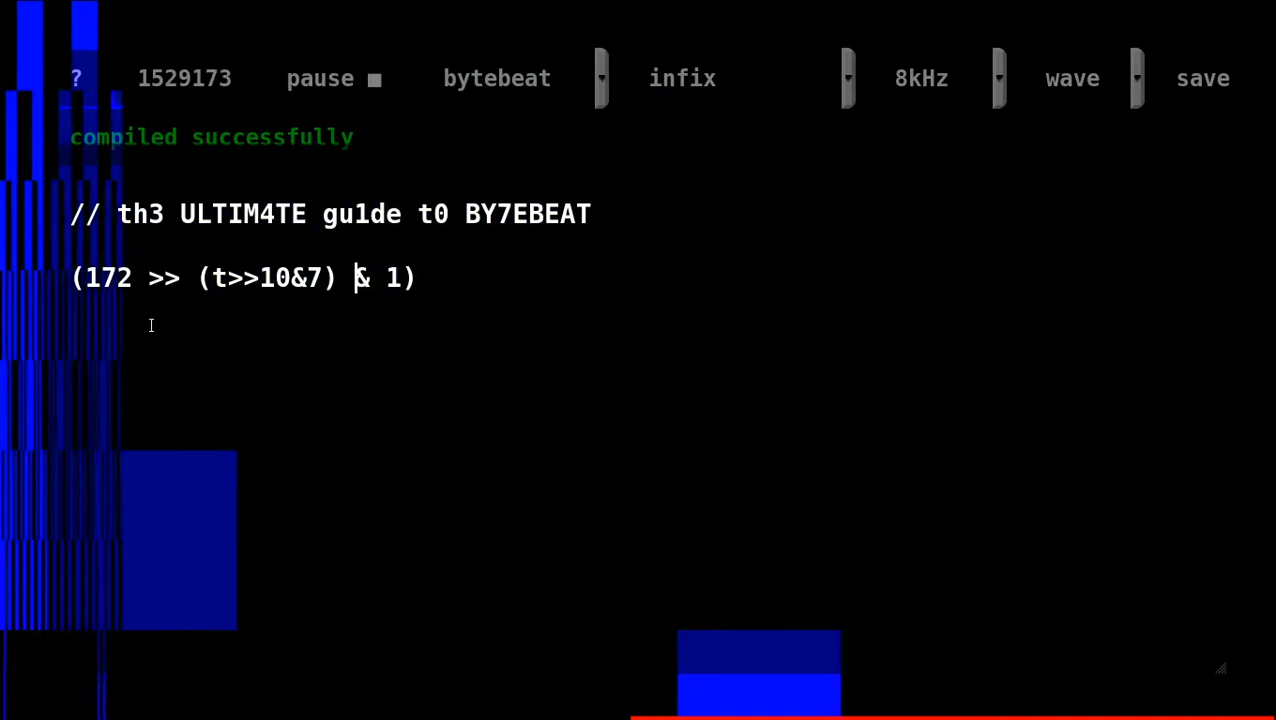 ? 1529173 pause ■ bytebeat infix 8kHz wave save
compiled successfully
// th3 ULTIM4TE gu1de t0 BY7EBEAT
(172 >> (t>>10&7) & 1)